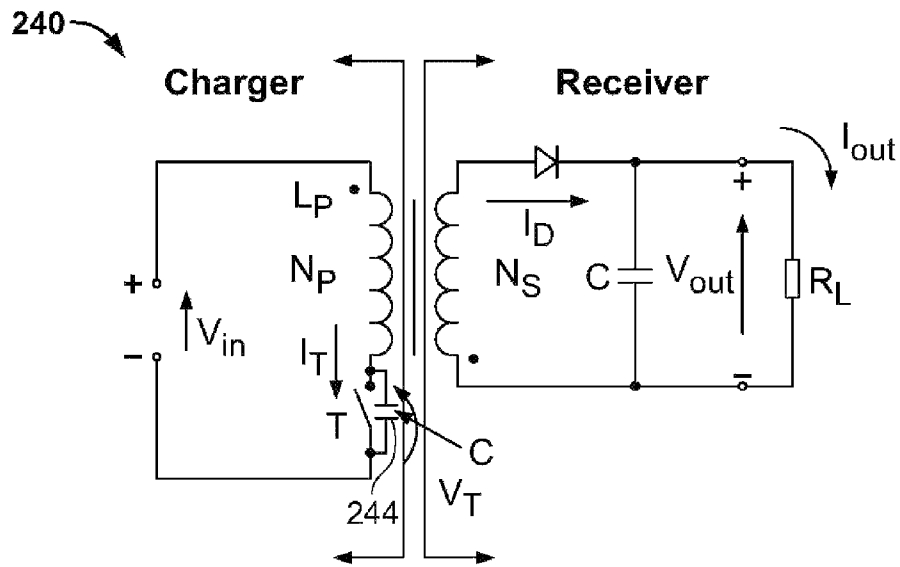 240
Charger
Receiver
I_out
L_P
+
I_D
N_P
N_S
C
V_out
R_L
+
V_in
−
−
I_T
T
C
244
V_T